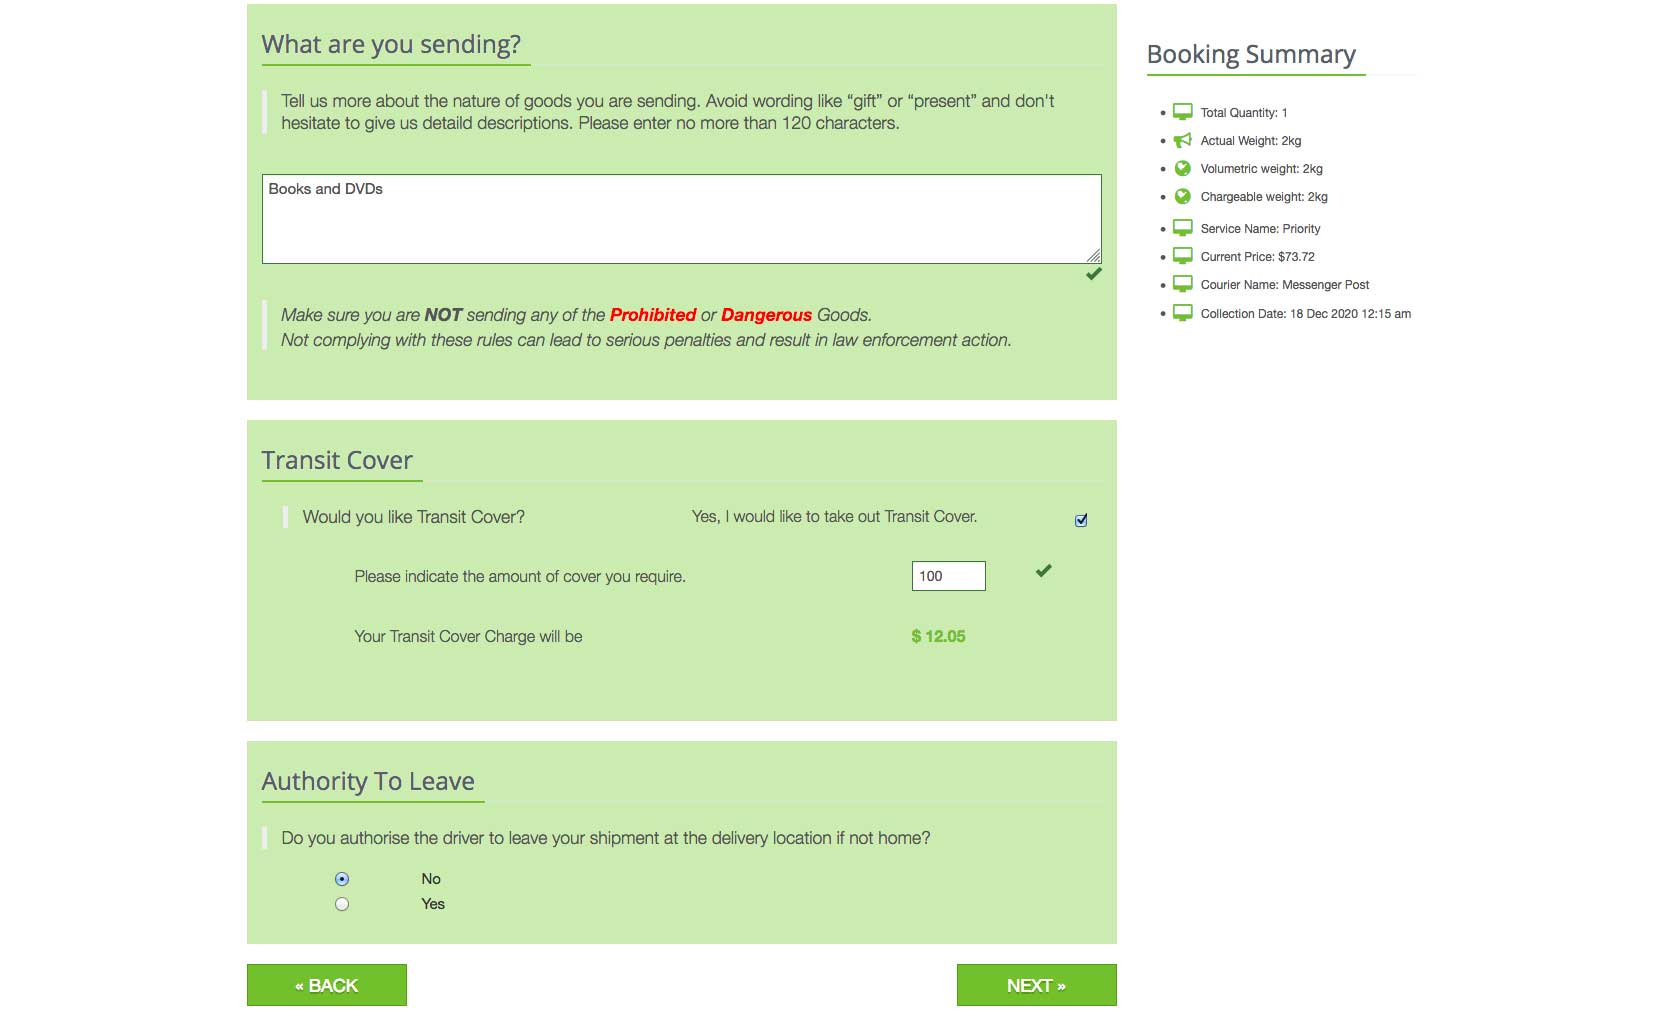 What are you sending?
Tell us more about the nature of goods you are sending. Avoid wording like “gift” or “present” and don't
hesitate to give us detaild descriptions. Please enter no more than 120 characters.
Books and DVDs
Make sure you are NOT sending any of the Prohibited or Dangerous Goods.
Not complying with these rules can lead to serious penalties and result in law enforcement action.
Transit Cover
Would you like Transit Cover?
Yes, I would like to take out Transit Cover.
Please indicate the amount of cover you require.
100
Your Transit Cover Charge will be
$ 12.05
Authority To Leave
Do you authorise the driver to leave your shipment at the delivery location if not home?
No
Yes
« BACK
NEXT »
Booking Summary
Total Quantity: 1
Actual Weight: 2kg
Volumetric weight: 2kg
Chargeable weight: 2kg
Service Name: Priority
Current Price: $73.72
Courier Name: Messenger Post
Collection Date: 18 Dec 2020 12:15 am